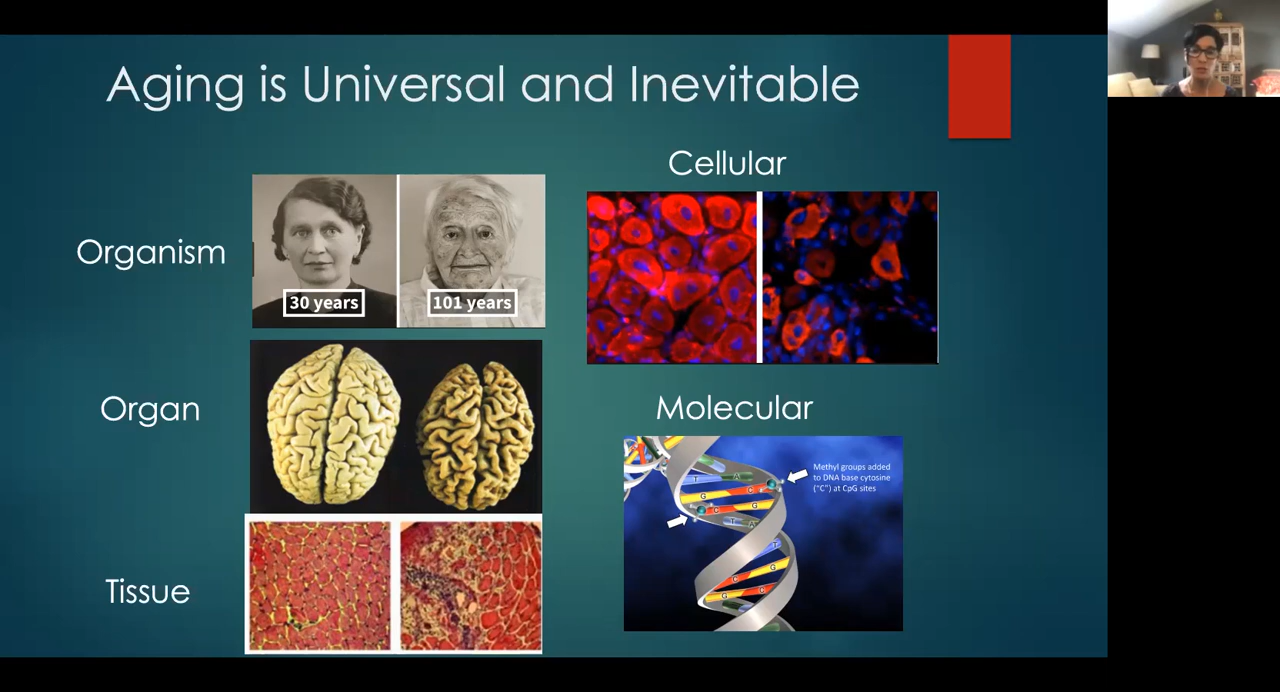 Aging is Universal and Inevitable
Organism
30 years
101 years
Organ
Tissue
Cellular
Molecular
Methyl groups added
to DNA base cytosine
("C") at CpG sites
T
A
G
C
C
G
T
A
T
C
G
G
C